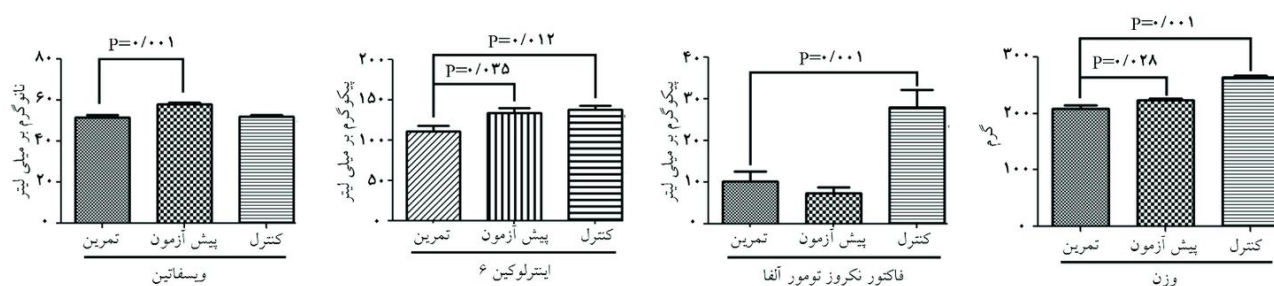 P=۰/۰۰۱
۸۰
۶۰
۴۰
۲۰
۰
نانوگرم بر میلی لیتر
تمرین
پیش آزمون
کنترل
ویسفاتین
P=۰/۰۱۲
P=۰/۰۳۵
۲۰۰
۱۵۰
۱۰۰
۵۰
۰
پیکوگرم بر میلی لیتر
تمرین
پیش آزمون
کنترل
اینترلوکین ۶
P=۰/۰۰۱
۴۰
۳۰
۲۰
۱۰
۰
پیکوگرم بر میلی لیتر
تمرین
پیش آزمون
کنترل
فاکتور نکروز تومور آلفا
P=۰/۰۰۱
P=۰/۰۲۸
۳۰۰
۲۰۰
۱۰۰
۰
گرم
تمرین
پیش آزمون
کنترل
وزن